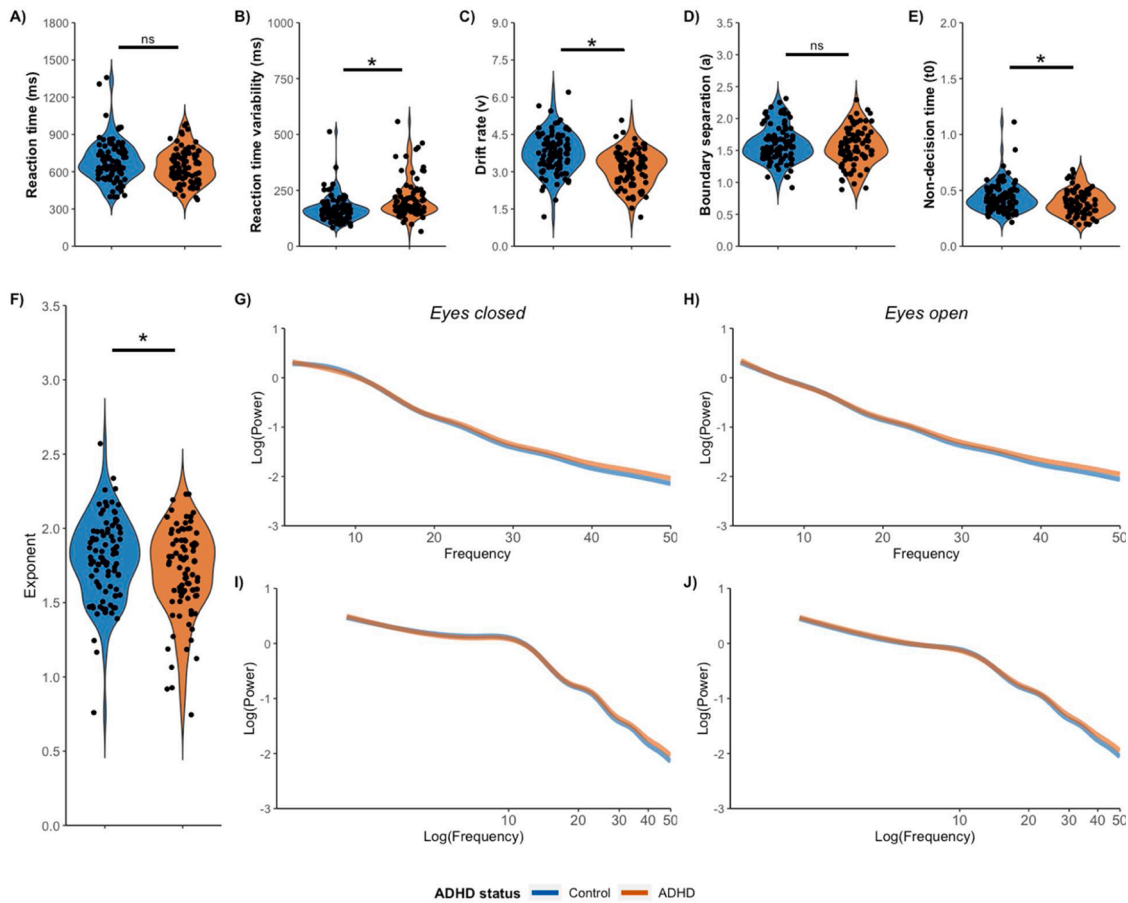 A)
Reaction time (ms)
1800
1500
1200
900
600
300
0
ns
B)
Reaction time variability (ms)
1000
750
500
250
0
*
C)
Drift rate (v)
9.0
7.5
6.0
4.5
3.0
1.5
0.0
*
D)
Boundary separation (a)
3.5
3.0
2.5
2.0
1.5
1.0
0.5
0.0
ns
E)
Non-decision time (t0)
2.0
1.5
1.0
0.5
0.0
*
F)
Exponent
3.5
3.0
2.5
2.0
1.5
1.0
0.5
0.0
*
G)
Eyes closed
Log(Power)
1
0
-1
-2
-3
10
20
30
40
50
Frequency
H)
Eyes open
Log(Power)
1
0
-1
-2
-3
10
20
30
40
50
Frequency
I)
Log(Power)
1
0
-1
-2
-3
10
20
30
40
50
Log(Frequency)
J)
Log(Power)
1
0
-1
-2
-3
10
20
30
40
50
Log(Frequency)
ADHD status Control ADHD